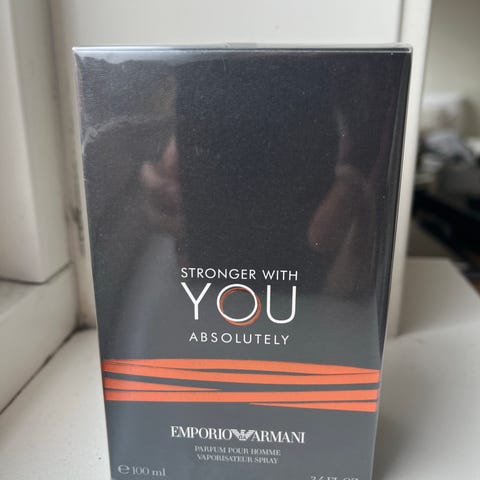 STRONGER WITH
YOU
ABSOLUTELY
EMPORIO ARMANI
PARFUM POUR HOMME
VAPORISATEUR SPRAY
℮ 100 ml